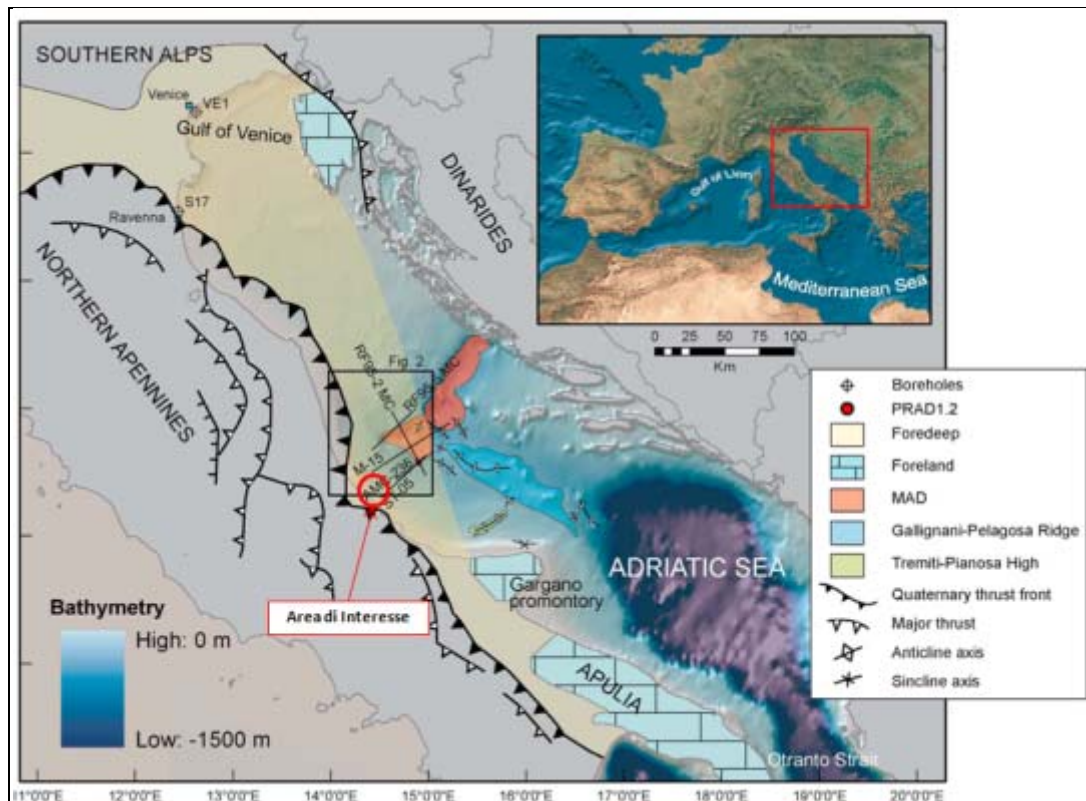 SOUTHERN ALPS
Venice
VE1
Gulf of Venice
S17
Ravenna
NORTHERN APENNINES
DINARIDES
Gulf of Lion
Mediterranean Sea
0 25 50 75 100
Km
Fig. 2
RF95-2 MC
M-15
Areadi Interesse
Gargano
promontory
ADRIATIC SEA
APULIA
Otranto Strait
Bathymetry
High: 0 m
Low: -1500 m
Boreholes
PRAD1.2
Foredeep
Foreland
MAD
Gallignani-Pelagosa Ridge
Tremiti-Pianosa High
Quaternary thrust front
Major thrust
Anticline axis
Sincline axis
11°0'0"E 12°0'0"E 13°0'0"E 14°0'0"E 15°0'0"E 16°0'0"E 17°0'0"E 18°0'0"E 19°0'0"E 20°0'0"E